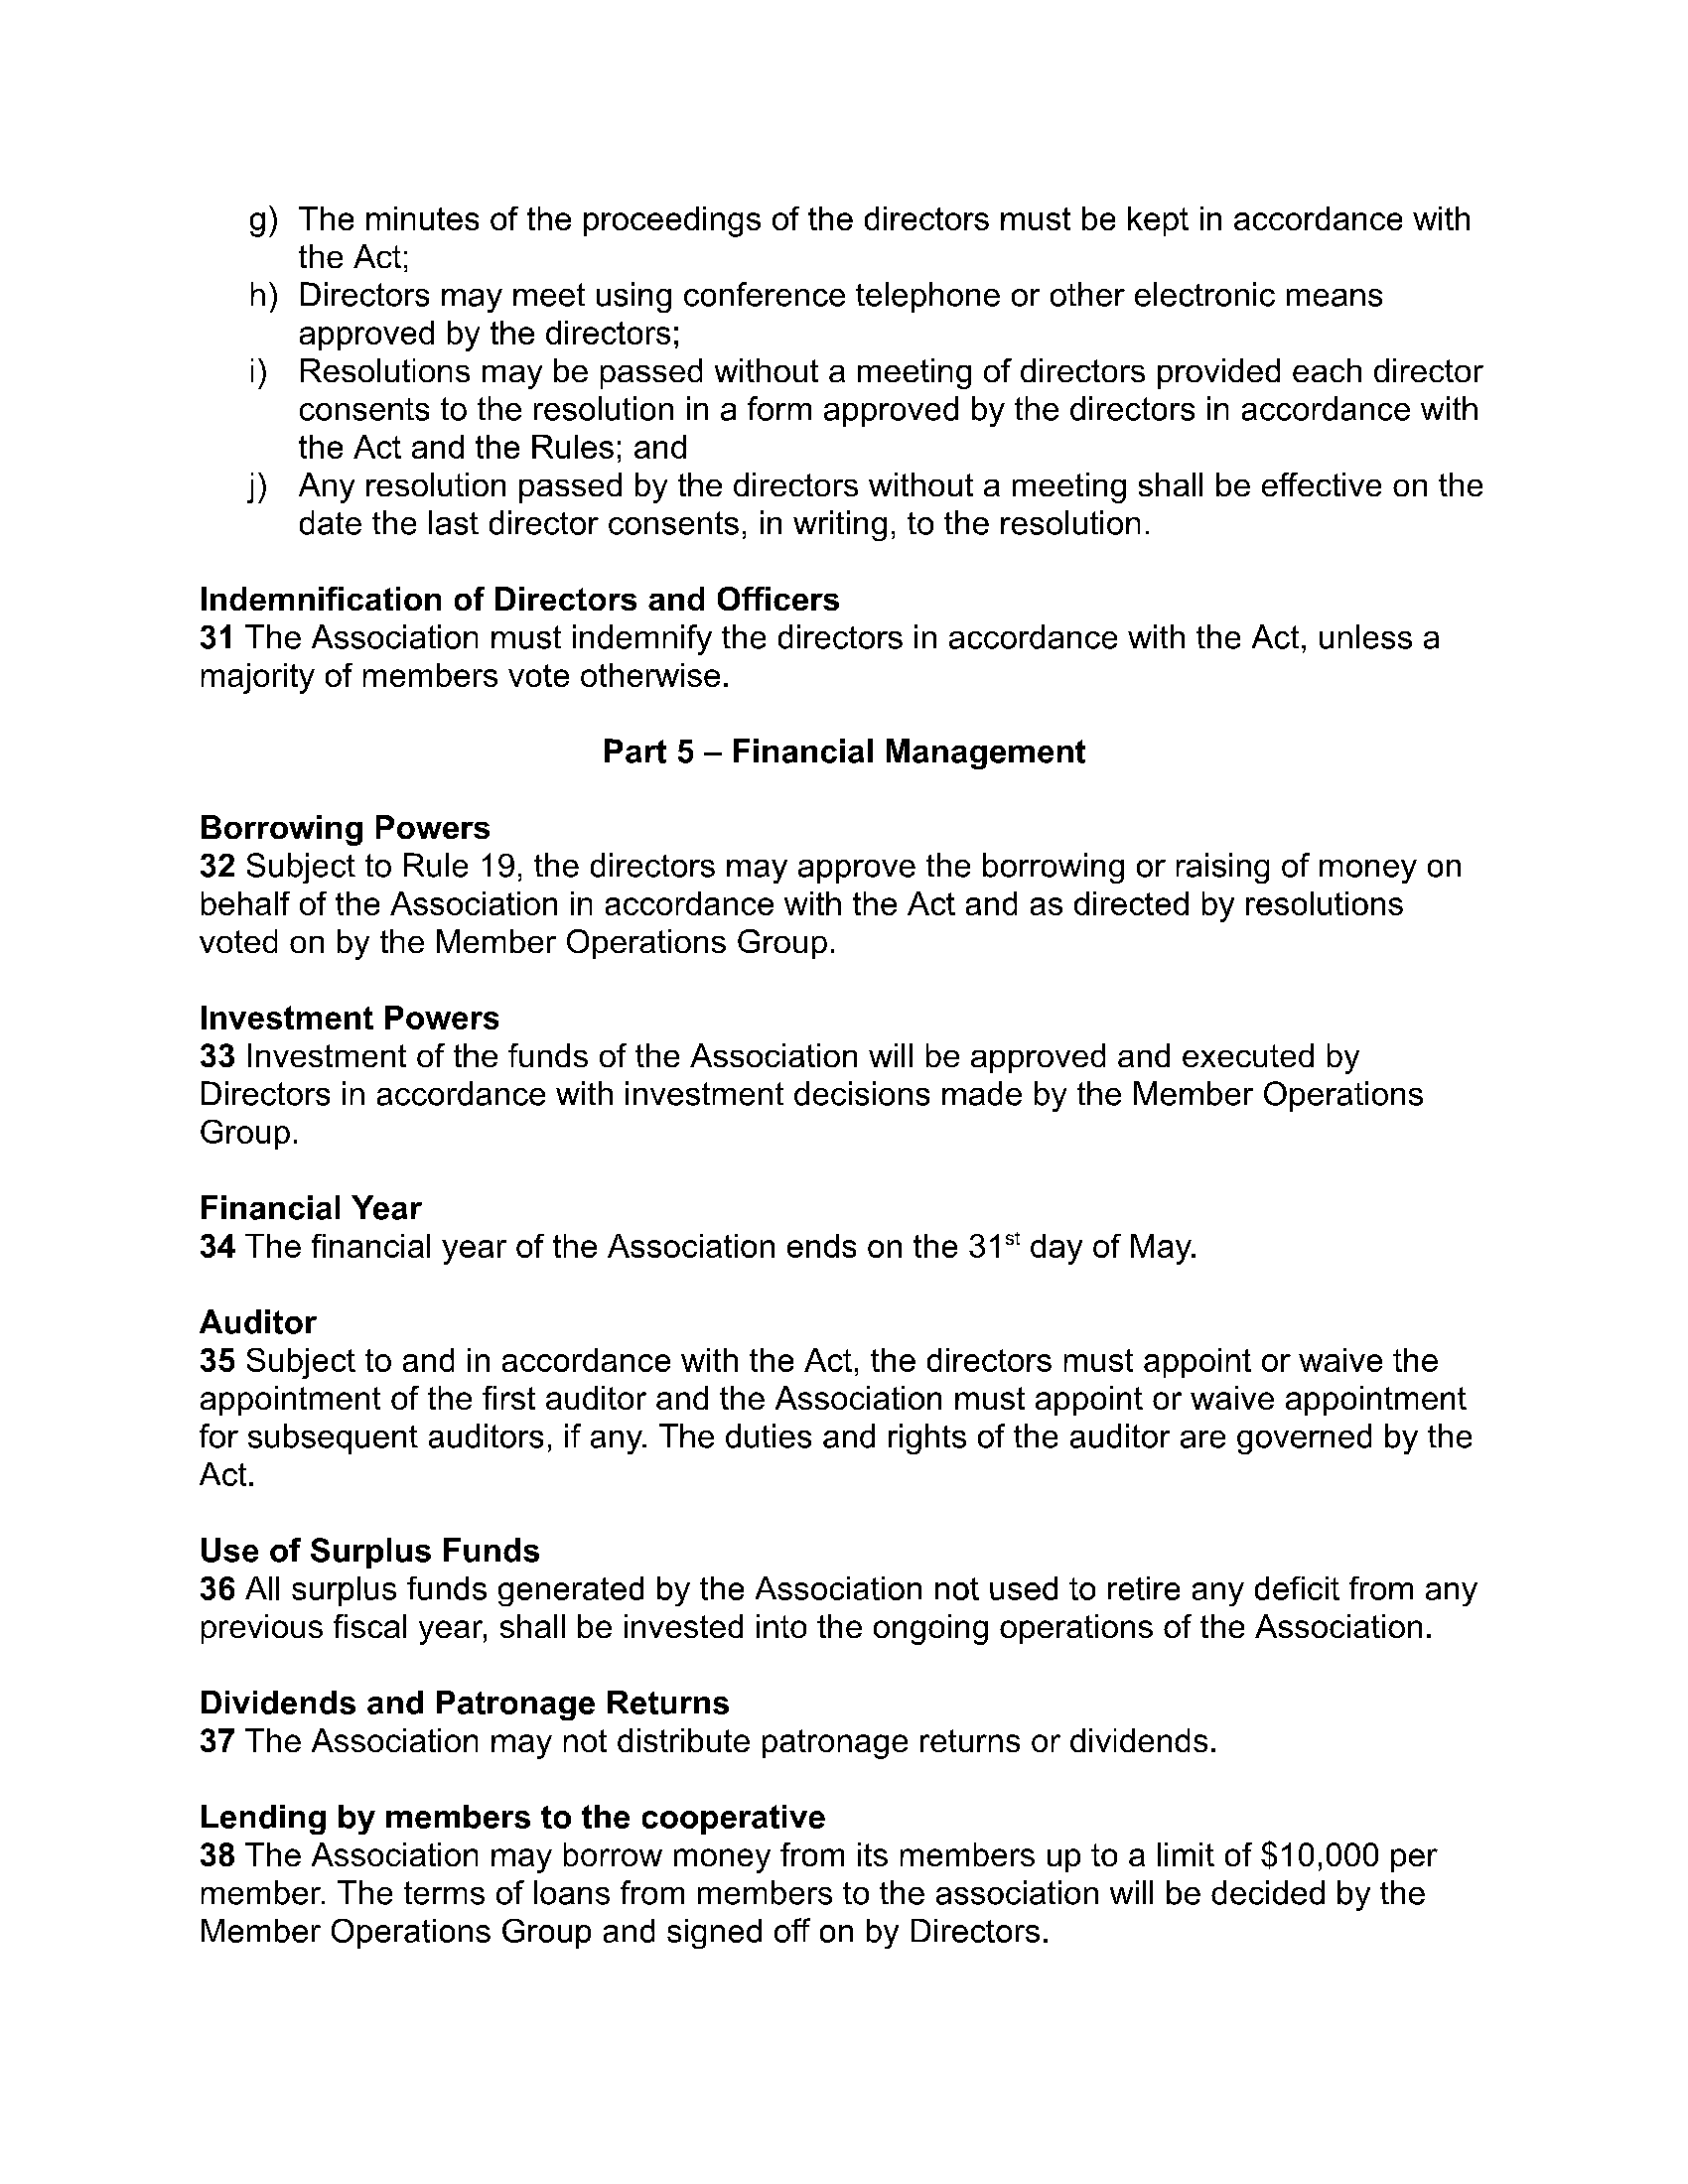 g) The minutes of the proceedings of the directors must be kept in accordance with
the Act;
h) Directors may meet using conference telephone or other electronic means
approved by the directors;
i) Resolutions may be passed without a meeting of directors provided each director
consents to the resolution in a form approved by the directors in accordance with
the Act and the Rules; and
j) Any resolution passed by the directors without a meeting shall be effective on the
date the last director consents, in writing, to the resolution.
Indemnification of Directors and Officers
31 The Association must indemnify the directors in accordance with the Act, unless a
majority of members vote otherwise.
Part 5 – Financial Management
Borrowing Powers
32 Subject to Rule 19, the directors may approve the borrowing or raising of money on
behalf of the Association in accordance with the Act and as directed by resolutions
voted on by the Member Operations Group.
Investment Powers
33 Investment of the funds of the Association will be approved and executed by
Directors in accordance with investment decisions made by the Member Operations
Group.
Financial Year
34 The financial year of the Association ends on the 31st day of May.
Auditor
35 Subject to and in accordance with the Act, the directors must appoint or waive the
appointment of the first auditor and the Association must appoint or waive appointment
for subsequent auditors, if any. The duties and rights of the auditor are governed by the
Act.
Use of Surplus Funds
36 All surplus funds generated by the Association not used to retire any deficit from any
previous fiscal year, shall be invested into the ongoing operations of the Association.
Dividends and Patronage Returns
37 The Association may not distribute patronage returns or dividends.
Lending by members to the cooperative
38 The Association may borrow money from its members up to a limit of $10,000 per
member. The terms of loans from members to the association will be decided by the
Member Operations Group and signed off on by Directors.